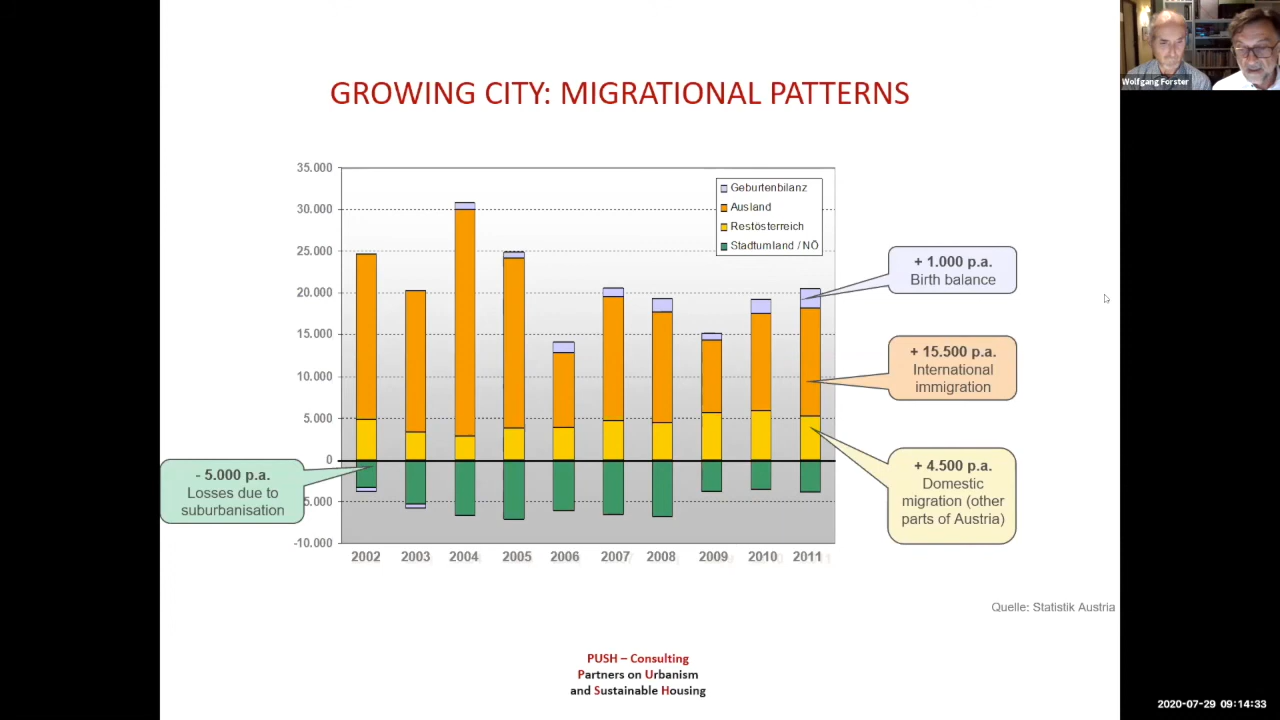 Wolfgang Forster
GROWING CITY: MIGRATIONAL PATTERNS
35.000
30.000
25.000
20.000
15.000
10.000
5.000
0
5.000
-10.000
Geburtenbilanz
Ausland
Restösterreich
Stadtumland / NÖ
+ 1.000 p.a.
Birth balance
+ 15.500 p.a.
International
immigration
+ 4.500 p.a.
Domestic
migration (other
parts of Austria)
- 5.000 p.a.
Losses due to
suburbanisation
2002 2003 2004 2005 2006 2007 2008 2009 2010 2011
Quelle: Statistik Austria
PUSH – Consulting
Partners on Urbanism
and Sustainable Housing
2020-07-29 09:14:33